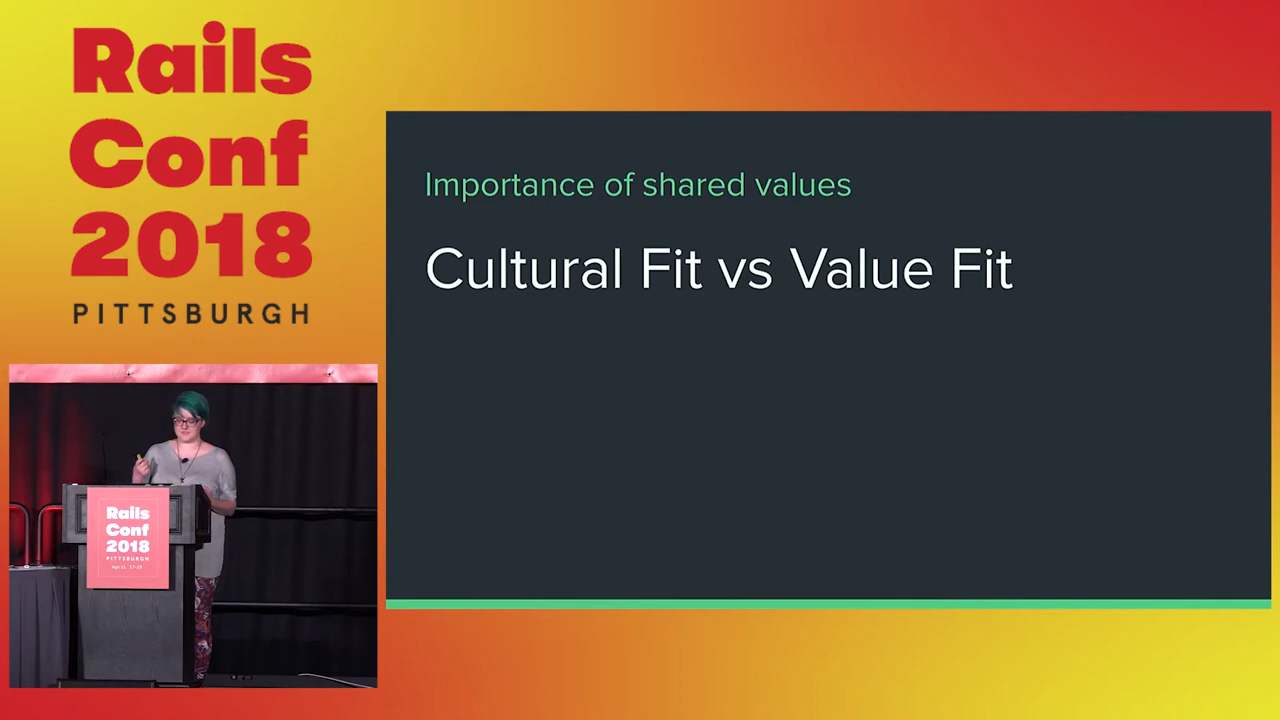 Rails
Conf
2018
PITTSBURGH
Importance of shared values
Cultural Fit vs Value Fit
Rails
Conf
2018
PITTSBURGH